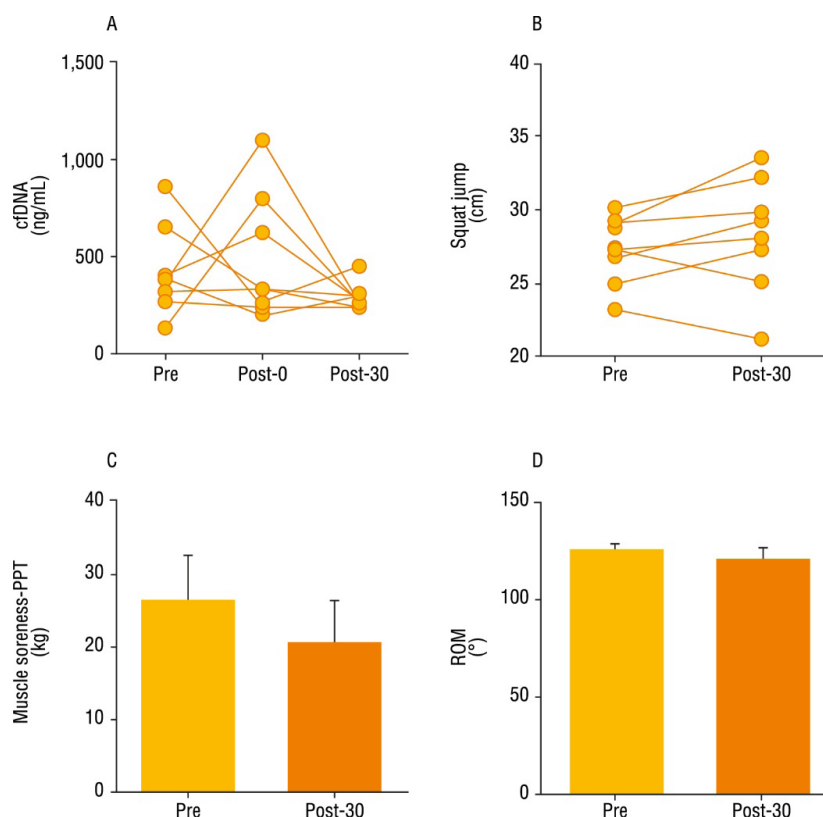 A
1,500
1,000
500
0
cfDNA
(ng/mL)
Pre Post-0 Post-30
B
40
35
30
25
20
Squat jump
(cm)
Pre Post-30
C
40
30
20
10
0
Muscle soreness-PPT
(kg)
Pre Post-30
D
150
100
50
0
ROM
(°)
Pre Post-30